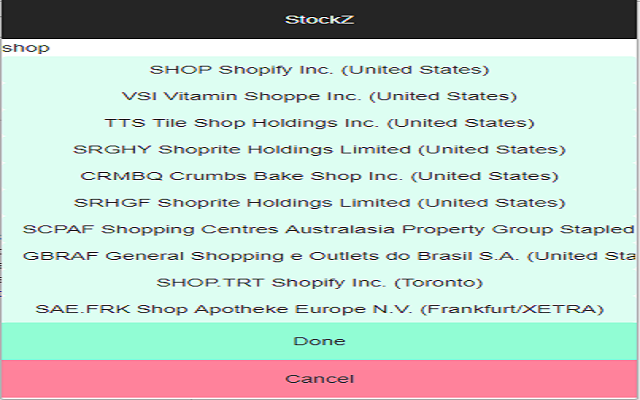 StockZ
shop
SHOP Shopify Inc. (United States)
VSI Vitamin Shoppe Inc. (United States)
TTS Tile Shop Holdings Inc. (United States)
SRGHY Shoprite Holdings Limited (United States)
CRMBQ Crumbs Bake Shop Inc. (United States)
SRHGF Shoprite Holdings Limited (United States)
SCPAF Shopping Centres Australasia Property Group Stapled
GBRAF General Shopping e Outlets do Brasil S.A. (United Sta
SHOP.TRT Shopify Inc. (Toronto)
SAE.FRK Shop Apotheke Europe N.V. (Frankfurt/XETRA)
Done
Cancel